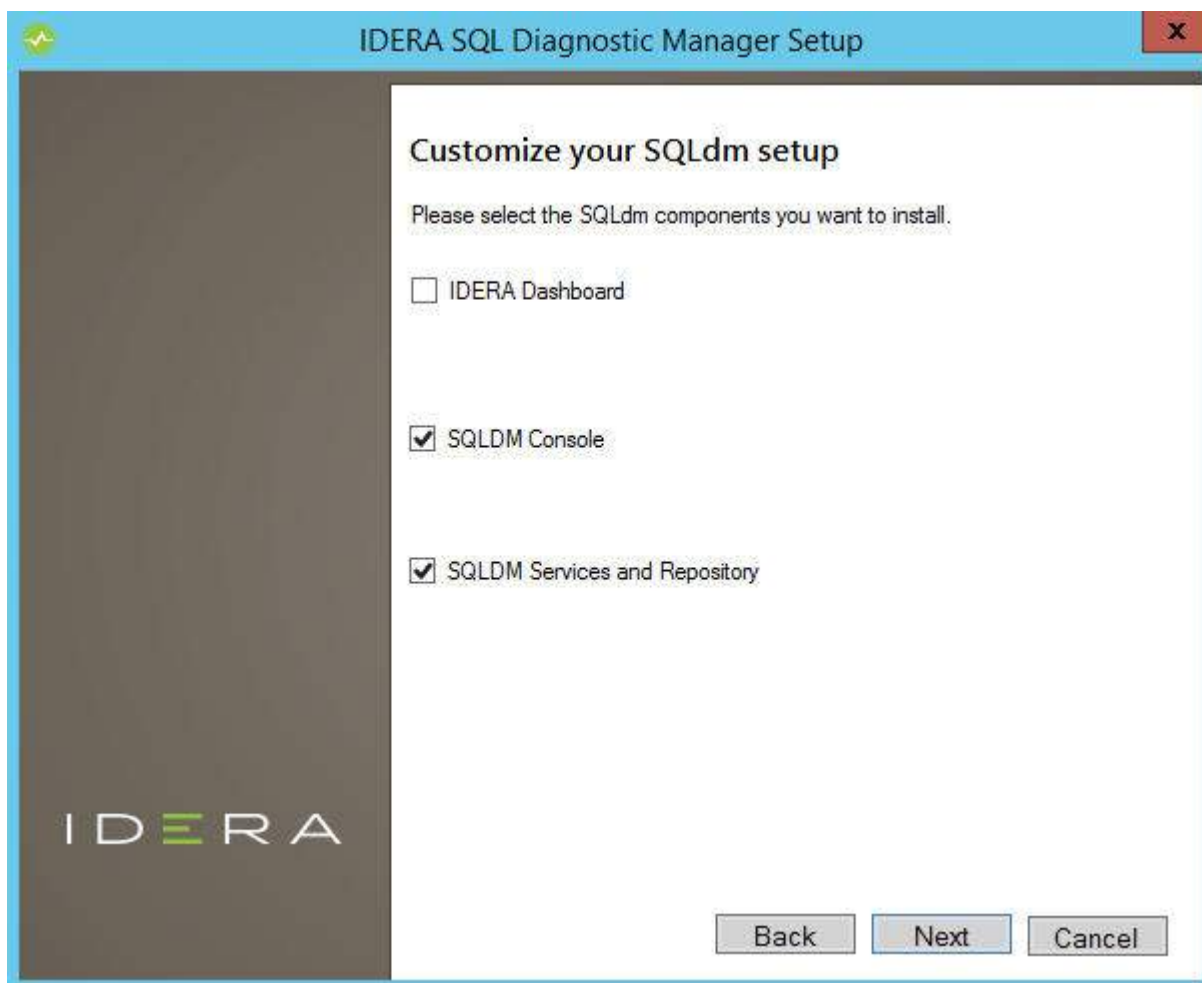 IDERA SQL Diagnostic Manager Setup
x
Customize your SQLdm setup
Please select the SQLdm components you want to install.
IDERA Dashboard
SQLDM Console
SQLDM Services and Repository
IDERA
Back
Next
Cancel